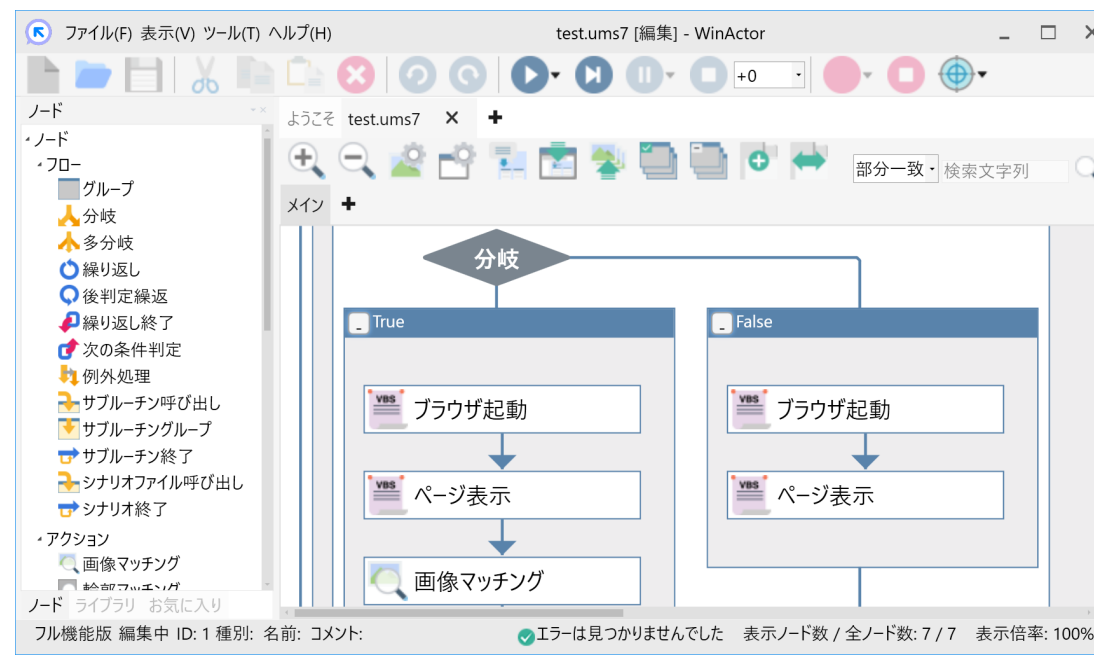 ファイル(F) 表示(V) ツール(T) ヘルプ(H) test.ums7 [編集] - WinActor
+0
ノード
ようこそ test.ums7
ノード
フロー
グループ
分岐
多分岐
繰り返し
後判定繰返
繰り返し終了
次の条件判定
例外処理
サブルーチン呼び出し
サブルーチングループ
サブルーチン終了
シナリオファイル呼び出し
シナリオ終了
アクション
画像マッチング
輪郭マッチング
ノード ライブラリ お気に入り
部分一致 検索文字列
メイン
分岐
True
VBS ブラウザ起動
VBS ページ表示
画像マッチング
False
VBS ブラウザ起動
VBS ページ表示
フル機能版 編集中 ID: 1 種別: 名前: コメント: エラーは見つかりませんでした 表示ノード数 / 全ノード数: 7 / 7 表示倍率: 100%